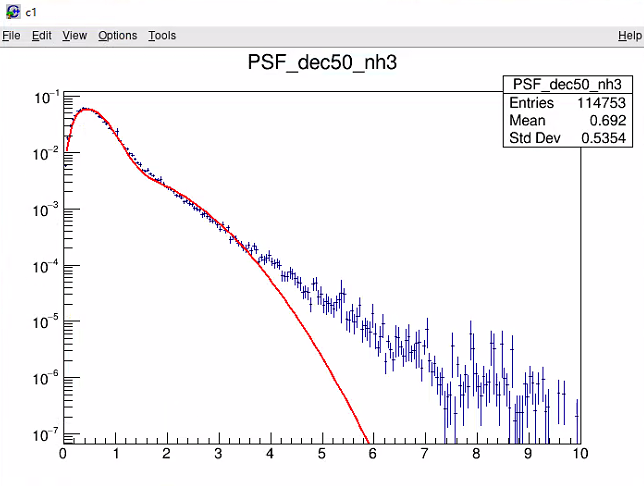 c1
File Edit View Options Tools Help
PSF_dec50_nh3
PSF_dec50_nh3
Entries 114753
Mean 0.692
Std Dev 0.5354
10⁻¹
10⁻²
10⁻³
10⁻⁴
10⁻⁵
10⁻⁶
10⁻⁷
0 1 2 3 4 5 6 7 8 9 10